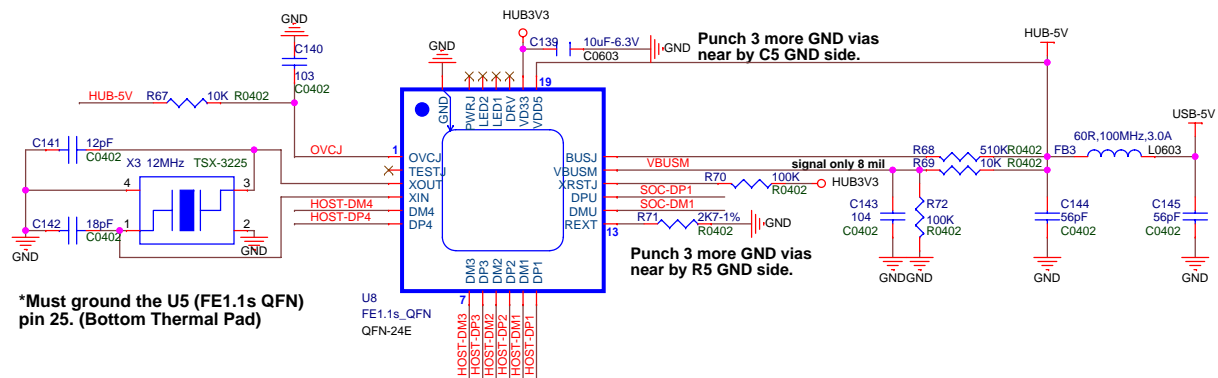 GND
HUB3V3
C139
10uF-6.3V
C0603
GND
Punch 3 more GND vias
near by C5 GND side.
HUB-5V
C140
103
C0402
GND
19
HUB-5V
R67
10K
R0402
USB-5V
GND
PWRJ
LED2
LED1
DRV
VD33
VDD5
60R,100MHz,3.0A
FB3
L0603
C141
12pF
C0402
OVCJ
1
OVCJ
TESTJ
XOUT
XIN
DM4
DP4
BUSJ
VBUSM
XRSTJ
DPU
DMU
REXT
VBUSM
signal only 8 mil
R68
510K
R0402
R69
10K
R0402
X3
12MHz
TSX-3225
4
3
1
2
R70
100K
R0402
HUB3V3
HOST-DM4
HOST-DP4
SOC-DP1
SOC-DM1
C142
18pF
C0402
GND
GND
R71
2K7-1%
R0402
GND
13
C143
104
C0402
R72
100K
R0402
C144
56pF
C0402
C145
56pF
C0402
Punch 3 more GND vias
near by R5 GND side.
GND
GND
GND
GND
DM3
DP3
DM2
DP2
DM1
DP1
*Must ground the U5 (FE1.1s QFN)
pin 25. (Bottom Thermal Pad)
U8
FE1.1s_QFN
QFN-24E
7
HOST-DM3
HOST-DP3
HOST-DM2
HOST-DP2
HOST-DM1
HOST-DP1